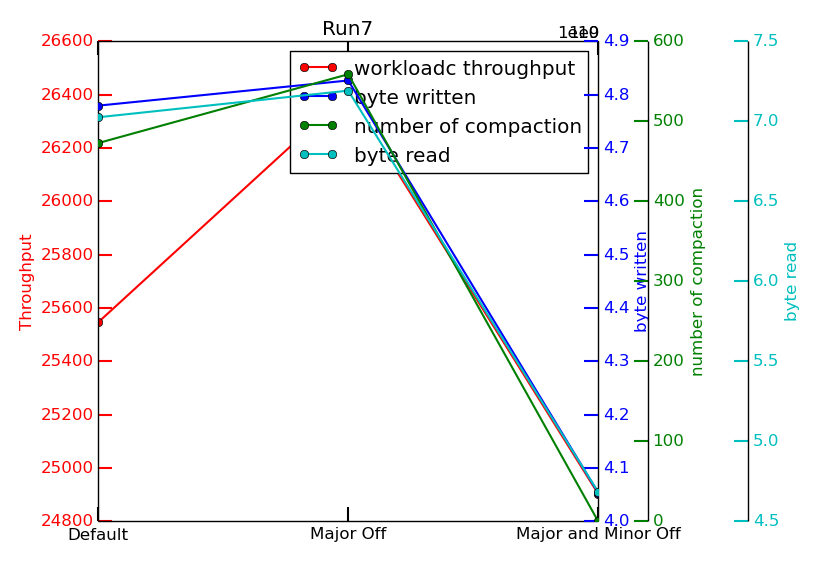 Run7
26600
26400
26200
26000
25800
25600
25400
25200
25000
24800
Throughput
workloadc throughput
byte written
number of compaction
byte read
Default
Major Off
Major and Minor Off
4.9
4.8
4.7
4.6
4.5
4.4
4.3
4.2
4.1
4.0
byte written
600
500
400
300
200
100
0
number of compaction
7.5
7.0
6.5
6.0
5.5
5.0
4.5
byte read